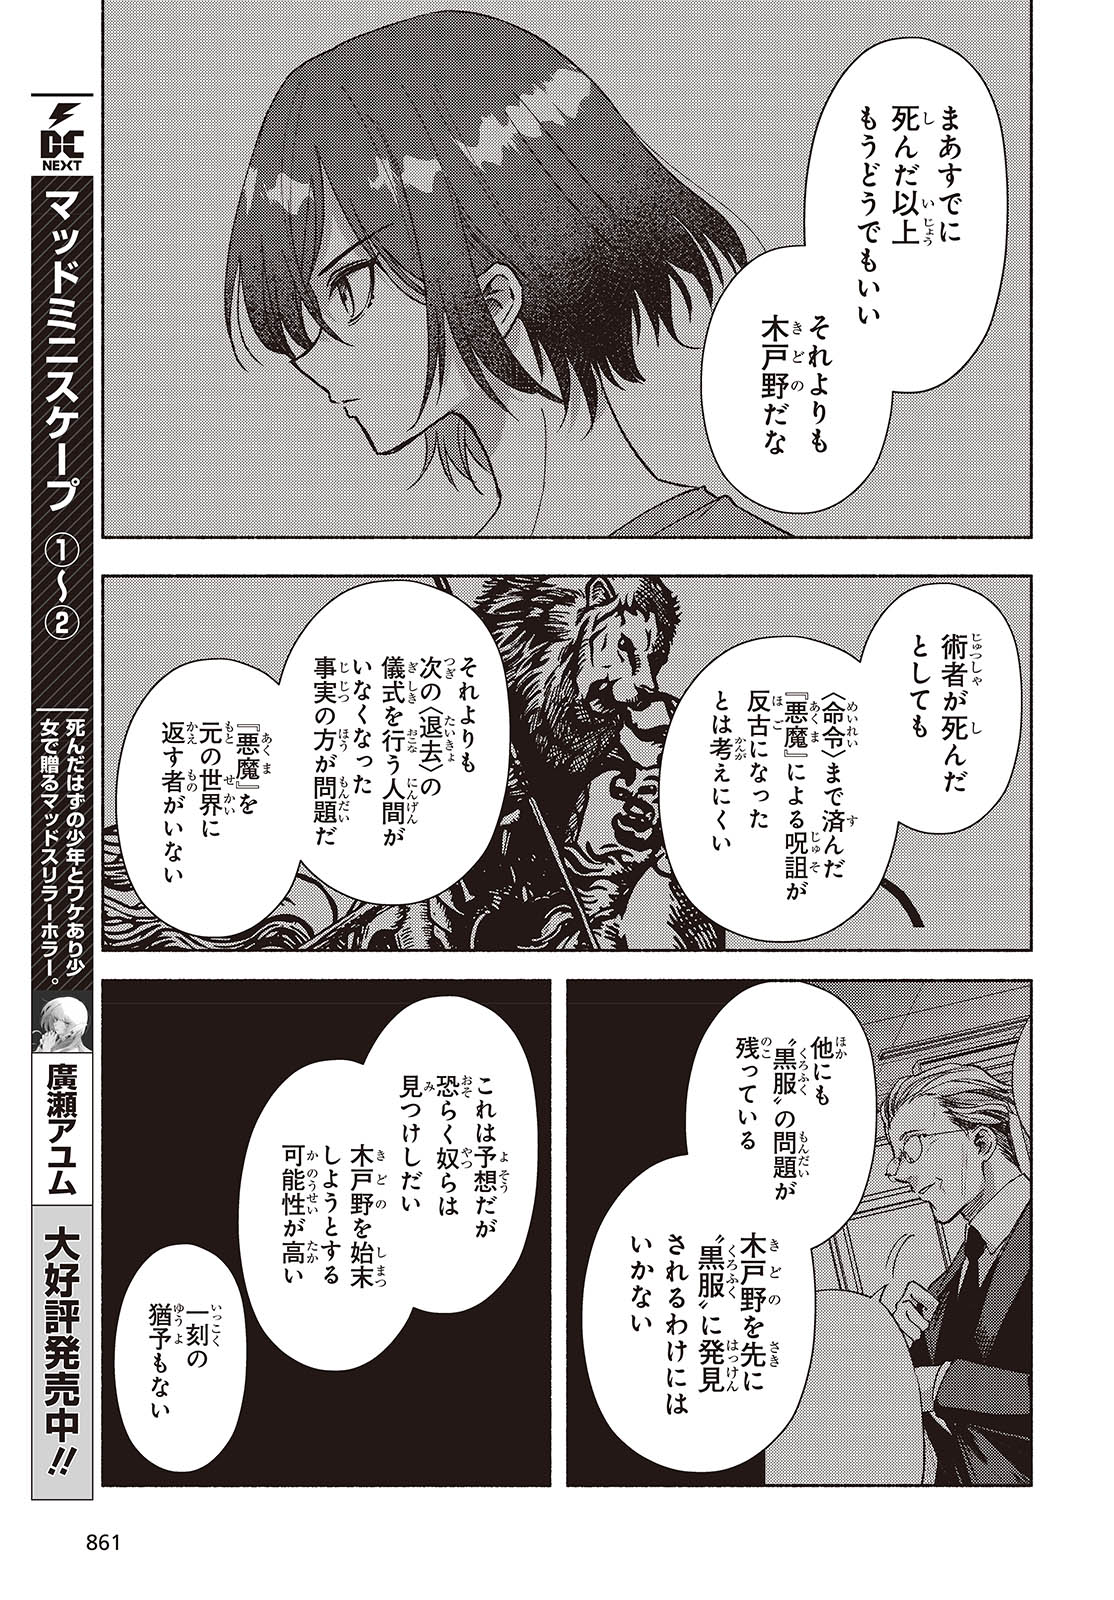 まあすでに
死んだ以上
もうどうでもいい
それよりも
木戸野だな
術者が死んだ
としても
〈命令〉まで済んだ
『悪魔』による呪詛が
反古になった
とは考えにくい
それよりも
次の〈退去〉の
儀式を行う人間が
いなくなった
事実の方が問題だ
『悪魔』を
元の世界に
返す者がいない
他にも
〝黒服〟の問題が
残っている
木戸野を先に
〝黒服〟に発見
されるわけには
いかない
これは予想だが
恐らく奴らは
見つけしだい
木戸野を始末
しようとする
可能性が高い
一刻の
猶予もない
DC
NEXT
マッドミニスケープ ①〜②
死んだはずの少年とワケあり少
女で贈るマッドスリラーホラー。
廣瀬アユム
大好評発売中!!
861